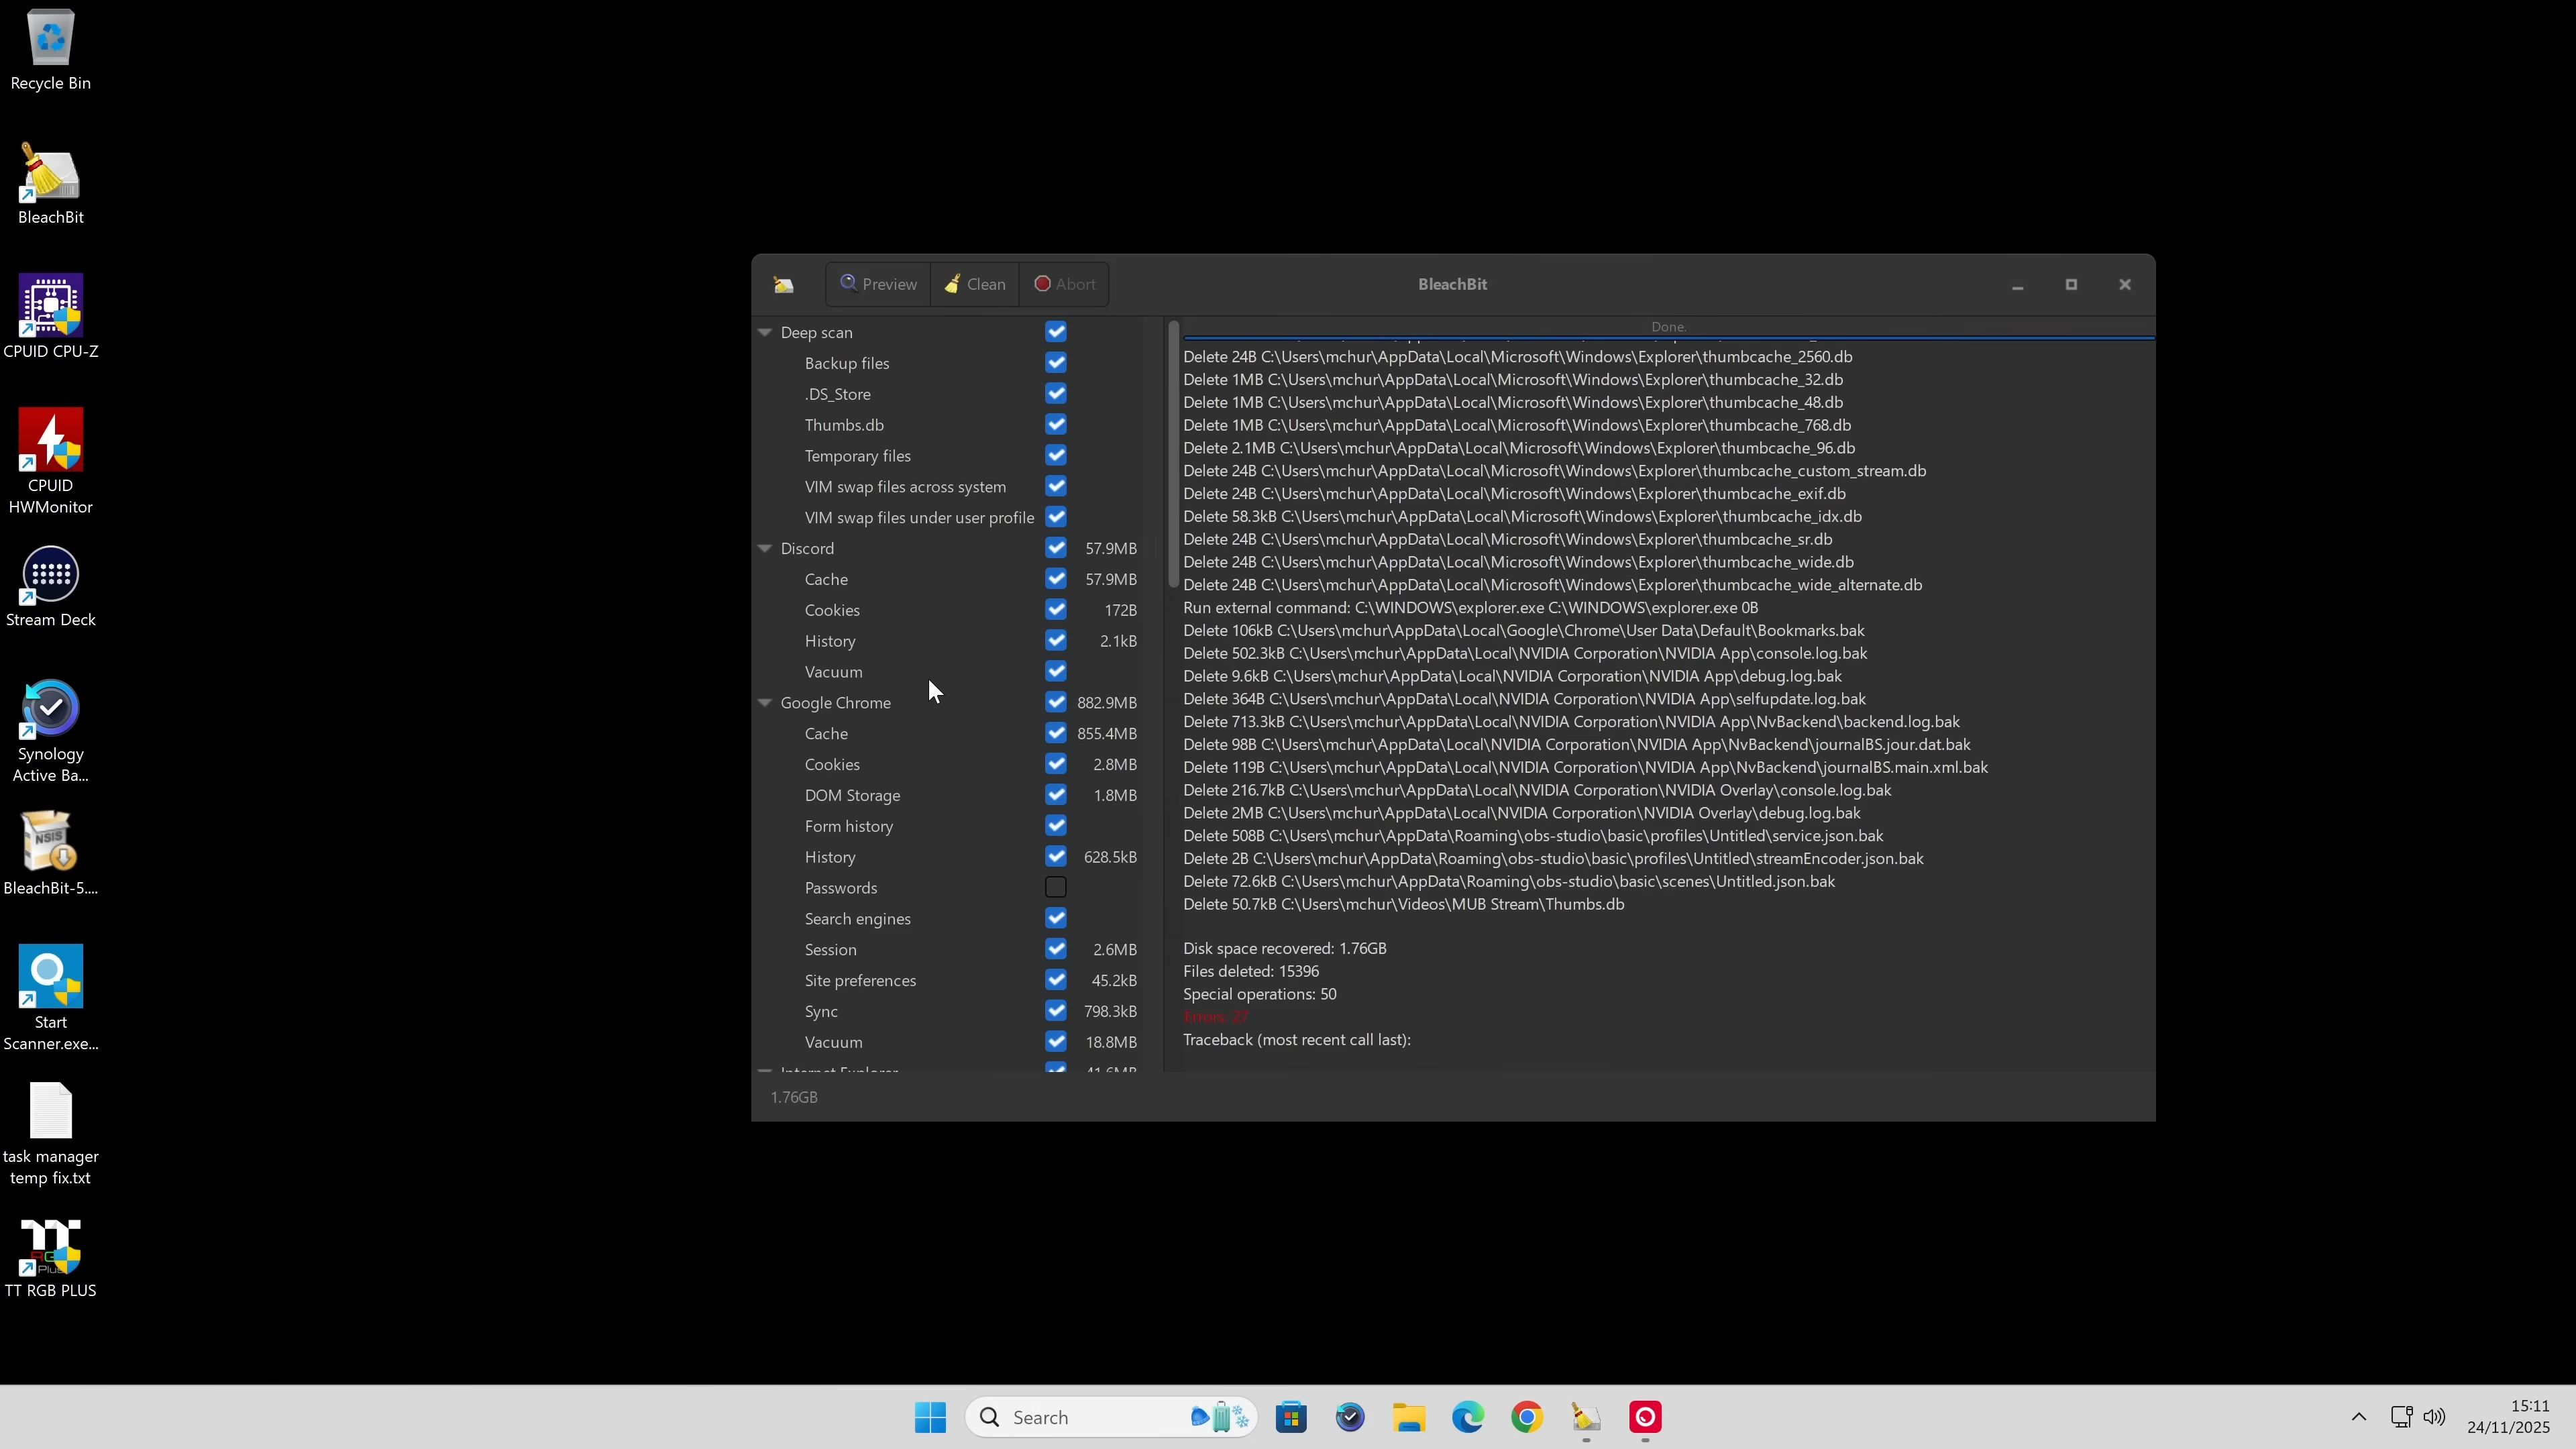 Recycle Bin
BleachBit
CPUID CPU-Z
CPUID
HWMonitor
Stream Deck
Synology
Active Ba...
NSIS
BleachBit-5....
Start
Scanner.exe...
task manager
temp fix.txt
TT RGB PLUS
Preview
Clean
Abort
BleachBit
Deep scan
Backup files
.DS_Store
Thumbs.db
Temporary files
VIM swap files across system
VIM swap files under user profile
Discord 57.9MB
Cache 57.9MB
Cookies 172B
History 2.1kB
Vacuum
Google Chrome 882.9MB
Cache 855.4MB
Cookies 2.8MB
DOM Storage 1.8MB
Form history
History 628.5kB
Passwords
Search engines
Session 2.6MB
Site preferences 45.2kB
Sync 798.3kB
Vacuum 18.8MB
Internet Explorer 41.6MB
1.76GB
Done.
Delete 24B C:\Users\mchur\AppData\Local\Microsoft\Windows\Explorer\thumbcache_2560.db
Delete 1MB C:\Users\mchur\AppData\Local\Microsoft\Windows\Explorer\thumbcache_32.db
Delete 1MB C:\Users\mchur\AppData\Local\Microsoft\Windows\Explorer\thumbcache_48.db
Delete 1MB C:\Users\mchur\AppData\Local\Microsoft\Windows\Explorer\thumbcache_768.db
Delete 2.1MB C:\Users\mchur\AppData\Local\Microsoft\Windows\Explorer\thumbcache_96.db
Delete 24B C:\Users\mchur\AppData\Local\Microsoft\Windows\Explorer\thumbcache_custom_stream.db
Delete 24B C:\Users\mchur\AppData\Local\Microsoft\Windows\Explorer\thumbcache_exif.db
Delete 58.3kB C:\Users\mchur\AppData\Local\Microsoft\Windows\Explorer\thumbcache_idx.db
Delete 24B C:\Users\mchur\AppData\Local\Microsoft\Windows\Explorer\thumbcache_sr.db
Delete 24B C:\Users\mchur\AppData\Local\Microsoft\Windows\Explorer\thumbcache_wide.db
Delete 24B C:\Users\mchur\AppData\Local\Microsoft\Windows\Explorer\thumbcache_wide_alternate.db
Run external command: C:\WINDOWS\explorer.exe C:\WINDOWS\explorer.exe 0B
Delete 106kB C:\Users\mchur\AppData\Local\Google\Chrome\User Data\Default\Bookmarks.bak
Delete 502.3kB C:\Users\mchur\AppData\Local\NVIDIA Corporation\NVIDIA App\console.log.bak
Delete 9.6kB C:\Users\mchur\AppData\Local\NVIDIA Corporation\NVIDIA App\debug.log.bak
Delete 364B C:\Users\mchur\AppData\Local\NVIDIA Corporation\NVIDIA App\selfupdate.log.bak
Delete 713.3kB C:\Users\mchur\AppData\Local\NVIDIA Corporation\NVIDIA App\NvBackend\backend.log.bak
Delete 98B C:\Users\mchur\AppData\Local\NVIDIA Corporation\NVIDIA App\NvBackend\journalBS.jour.dat.bak
Delete 119B C:\Users\mchur\AppData\Local\NVIDIA Corporation\NVIDIA App\NvBackend\journalBS.main.xml.bak
Delete 216.7kB C:\Users\mchur\AppData\Local\NVIDIA Corporation\NVIDIA Overlay\console.log.bak
Delete 2MB C:\Users\mchur\AppData\Local\NVIDIA Corporation\NVIDIA Overlay\debug.log.bak
Delete 508B C:\Users\mchur\AppData\Roaming\obs-studio\basic\profiles\Untitled\service.json.bak
Delete 2B C:\Users\mchur\AppData\Roaming\obs-studio\basic\profiles\Untitled\streamEncoder.json.bak
Delete 72.6kB C:\Users\mchur\AppData\Roaming\obs-studio\basic\scenes\Untitled.json.bak
Delete 50.7kB C:\Users\mchur\Videos\MUB Stream\Thumbs.db
Disk space recovered: 1.76GB
Files deleted: 15396
Special operations: 50
Errors: 27
Traceback (most recent call last):
Search
15:11
24/11/2025